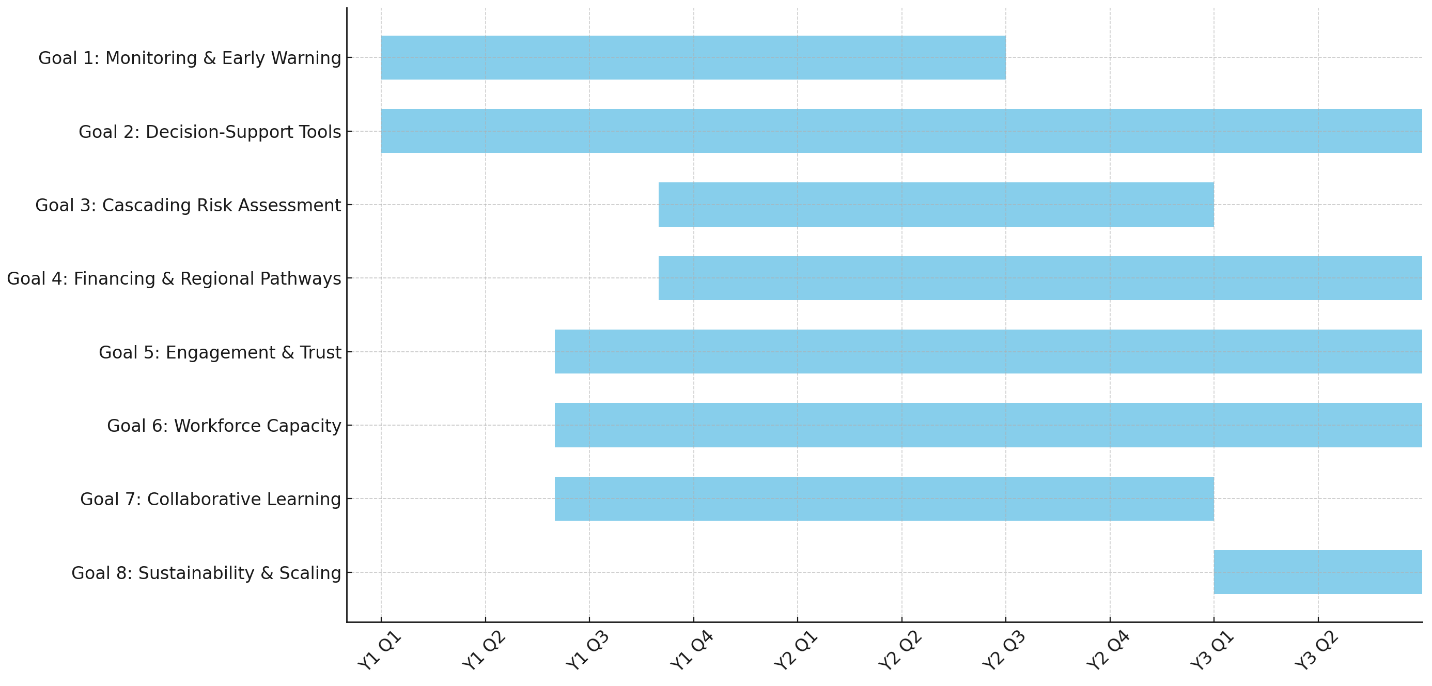 Goal 1: Monitoring & Early Warning
Goal 2: Decision-Support Tools
Goal 3: Cascading Risk Assessment
Goal 4: Financing & Regional Pathways
Goal 5: Engagement & Trust
Goal 6: Workforce Capacity
Goal 7: Collaborative Learning
Goal 8: Sustainability & Scaling
Y1 Q1
Y1 Q2
Y1 Q3
Y1 Q4
Y2 Q1
Y2 Q2
Y2 Q3
Y2 Q4
Y3 Q1
Y3 Q2